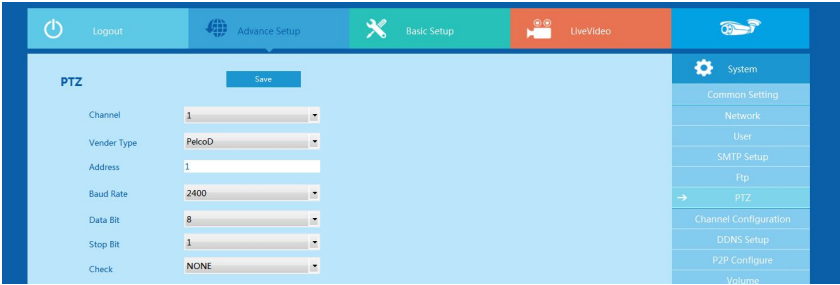 Logout
Advance Setup
Basic Setup
LiveVideo
PTZ
Save
Channel 1
Vender Type PelcoD
Address 1
Baud Rate 2400
Data Bit 8
Stop Bit 1
Check NONE
System
Common Setting
Network
User
SMTP Setup
Ftp
PTZ
Channel Configuration
DDNS Setup
P2P Configure
Volume